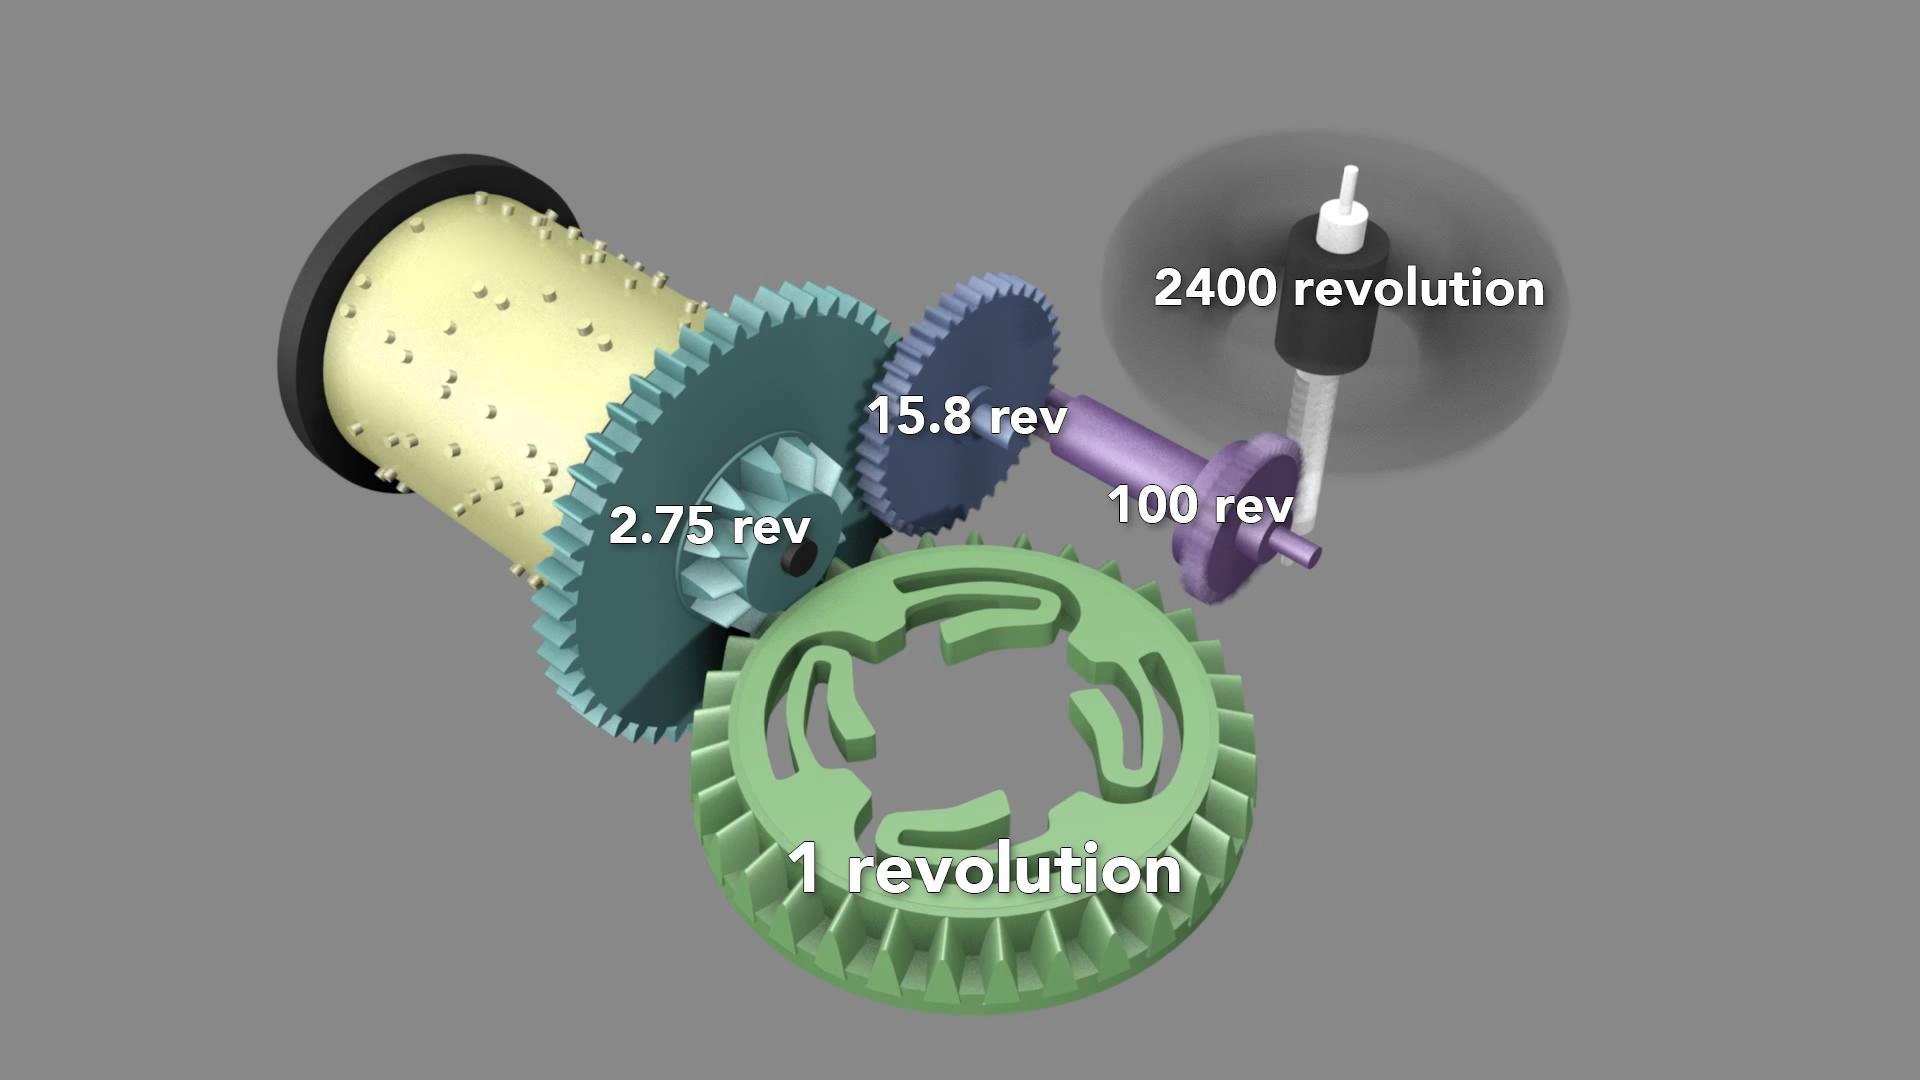 2400 revolution
15.8 rev
100 rev
2.75 rev
1 revolution